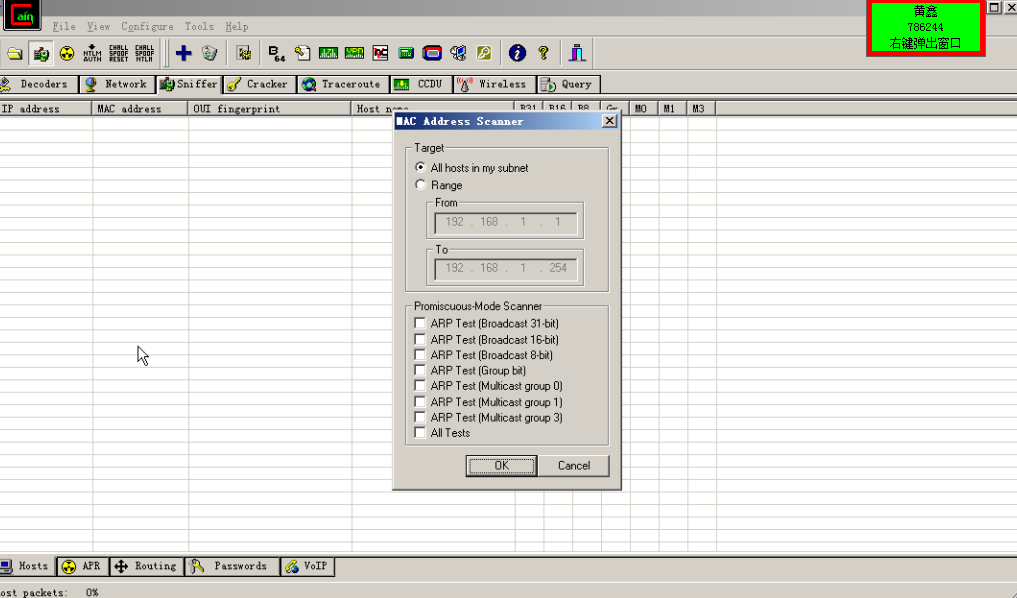 Cain
File View Configure Tools Help
黄鑫
786244
右键弹出窗口
NTLM AUTH
CHALL SPOOF RESET
CHALL SPOOF NTLM
B 64
Decoders Network Sniffer Cracker Traceroute CCDU Wireless Query
IP address MAC address OUI fingerprint Host name B31 B16 B8 Gr M0 M1 M3
MAC Address Scanner
Target
All hosts in my subnet
Range
From
192 . 168 . 1 . 1
To
192 . 168 . 1 . 254
Promiscuous-Mode Scanner
ARP Test (Broadcast 31-bit)
ARP Test (Broadcast 16-bit)
ARP Test (Broadcast 8-bit)
ARP Test (Group bit)
ARP Test (Multicast group 0)
ARP Test (Multicast group 1)
ARP Test (Multicast group 3)
All Tests
OK Cancel
Hosts APR Routing Passwords VoIP
ost packets: 0%